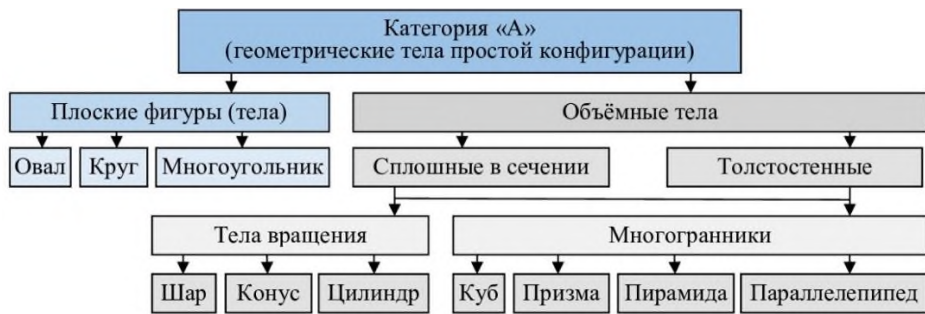 Категория «А»
(геометрические тела простой конфигурации)
Плоские фигуры (тела)
Объёмные тела
Овал
Круг
Многоугольник
Сплошные в сечении
Толстостенные
Тела вращения
Многогранники
Шар
Конус
Цилиндр
Куб
Призма
Пирамида
Параллелепипед